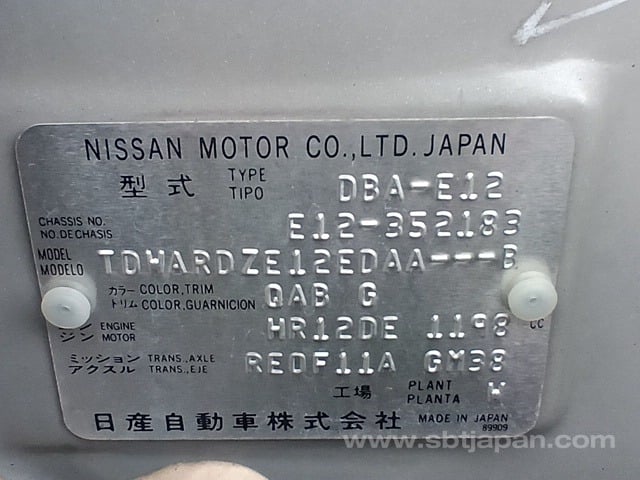 NISSAN MOTOR CO.,LTD. JAPAN
型式 TYPE TIPO DBA-E12
CHASSIS NO. NO.DECHASIS E12-352183
MODEL MODELO TDMARDZE12EDAA---B
カラー COLOR,TRIM QAB G
トリム COLOR,GUARNICION
ENGINE HR12DE 1198 CC
ジン MOTOR
ミッション TRANS.,AXLE REDF11A GM38
アクスル TRANS.,EJE
工場 PLANT PLANTA W
日産自動車株式会社 MADE IN JAPAN
89909
www.sbtjapan.com